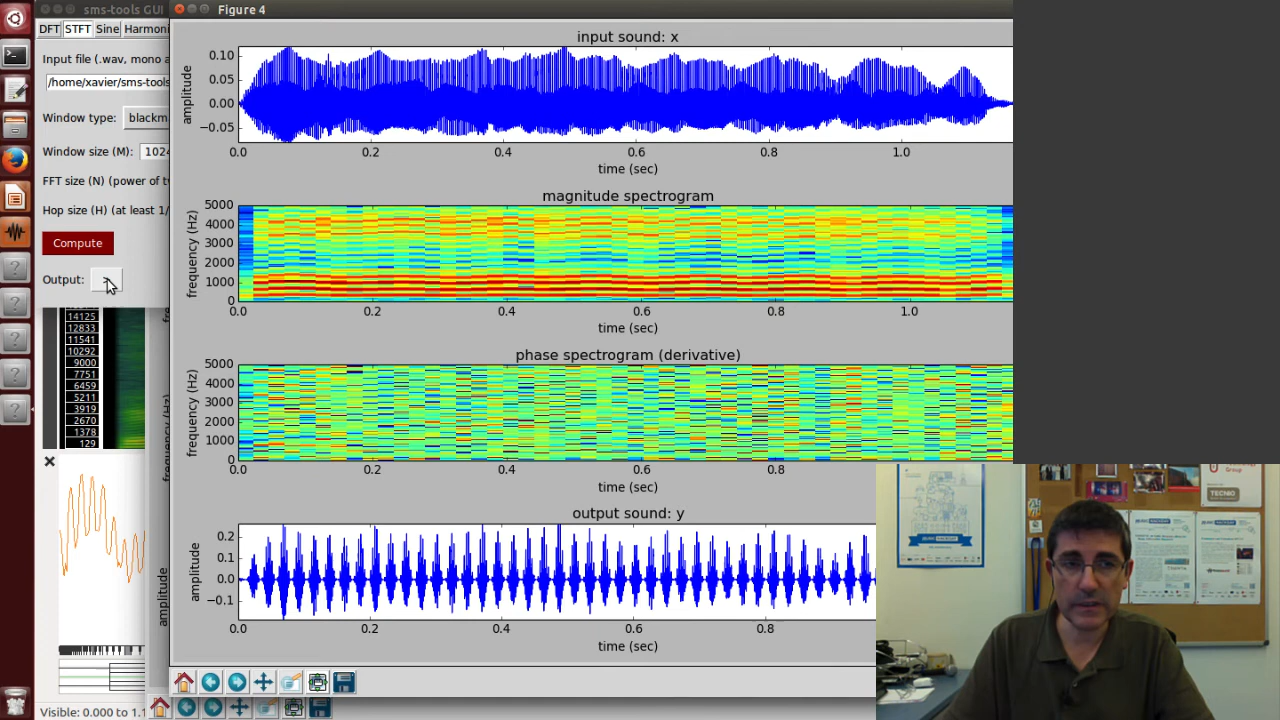 sms-tools GUI
Figure 4
DFT STFT Sine Harmoni
Input file (.wav, mono a
/home/xavier/sms-tools
Window type: blackm
Window size (M): 1024
FFT size (N) (power of tw
Hop size (H) (at least 1/
Compute
Output: >
input sound: x
amplitude
0.10
0.05
0.00
−0.05
0.0 0.2 0.4 0.6 0.8 1.0
time (sec)
magnitude spectrogram
frequency (Hz)
5000
4000
3000
2000
1000
0
0.2 0.4 0.6 0.8 1.0
time (sec)
phase spectrogram (derivative)
frequency (Hz)
5000
4000
3000
2000
1000
0
0.0 0.2 0.4 0.6 0.8
time (sec)
output sound: y
amplitude
0.2
0.1
0.0
−0.1
0.0 0.2 0.4 0.6 0.8
time (sec)
14125
12833
11541
10292
9000
7751
6459
5211
3919
2670
1378
129
Visible: 0.000 to 1.1
TECNIO